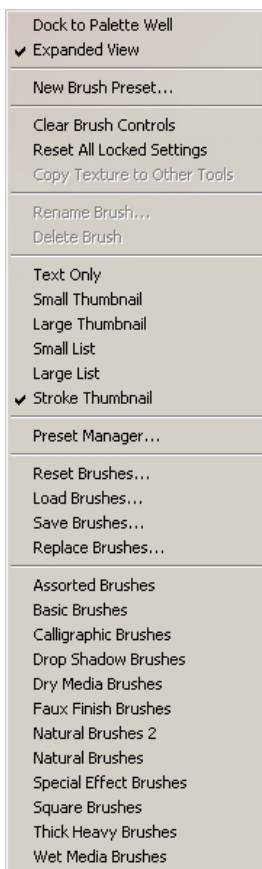 Dock to Palette Well
Expanded View
New Brush Preset...
Clear Brush Controls
Reset All Locked Settings
Copy Texture to Other Tools
Rename Brush...
Delete Brush
Text Only
Small Thumbnail
Large Thumbnail
Small List
Large List
Stroke Thumbnail
Preset Manager...
Reset Brushes...
Load Brushes...
Save Brushes...
Replace Brushes...
Assorted Brushes
Basic Brushes
Calligraphic Brushes
Drop Shadow Brushes
Dry Media Brushes
Faux Finish Brushes
Natural Brushes 2
Natural Brushes
Special Effect Brushes
Square Brushes
Thick Heavy Brushes
Wet Media Brushes